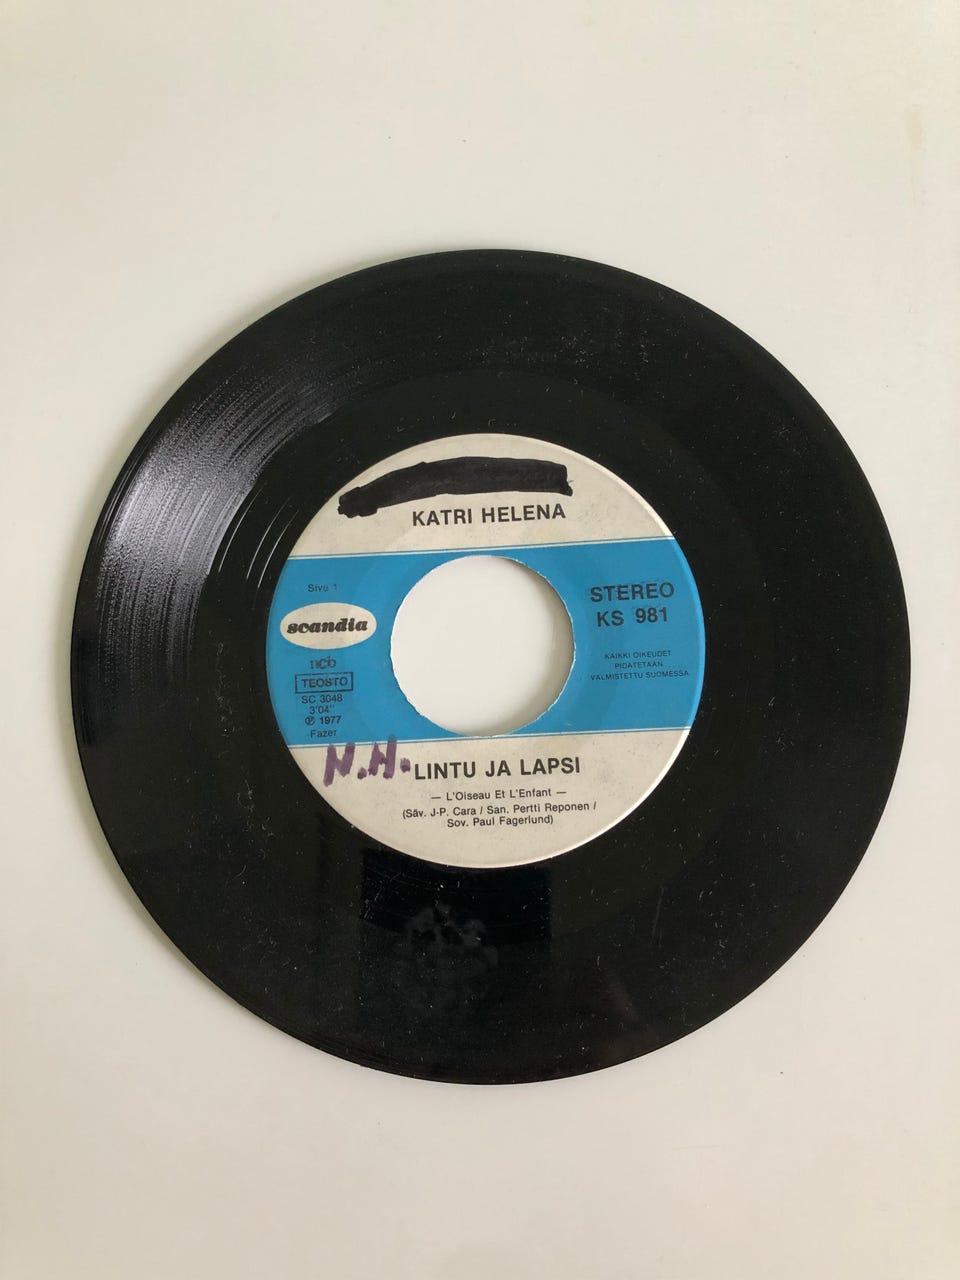 KATRI HELENA
Sivu 1
scandia
ncb
TEOSTO
SC 3048
3'04"
℗ 1977
Fazer
STEREO
KS 981
KAIKKI OIKEUDET
PIDÄTETÄÄN
VALMISTETTU SUOMESSA
N.H.
LINTU JA LAPSI
— L'Oiseau Et L'Enfant —
(Säv. J-P. Cara / San. Pertti Reponen /
Sov. Paul Fagerlund)